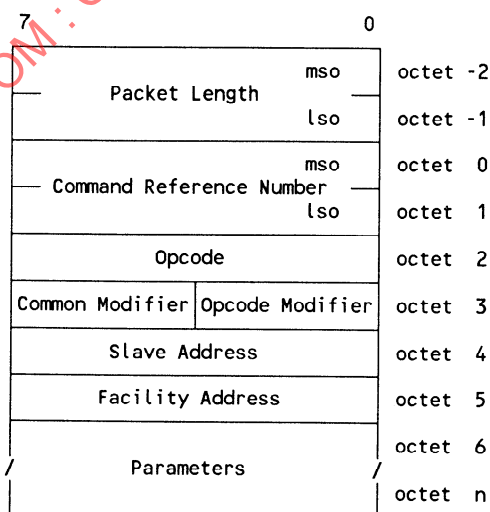 7 0
mso octet -2
Packet Length
lso octet -1
mso octet 0
Command Reference Number
lso octet 1
Opcode octet 2
Common Modifier Opcode Modifier octet 3
Slave Address octet 4
Facility Address octet 5
octet 6
Parameters
octet n